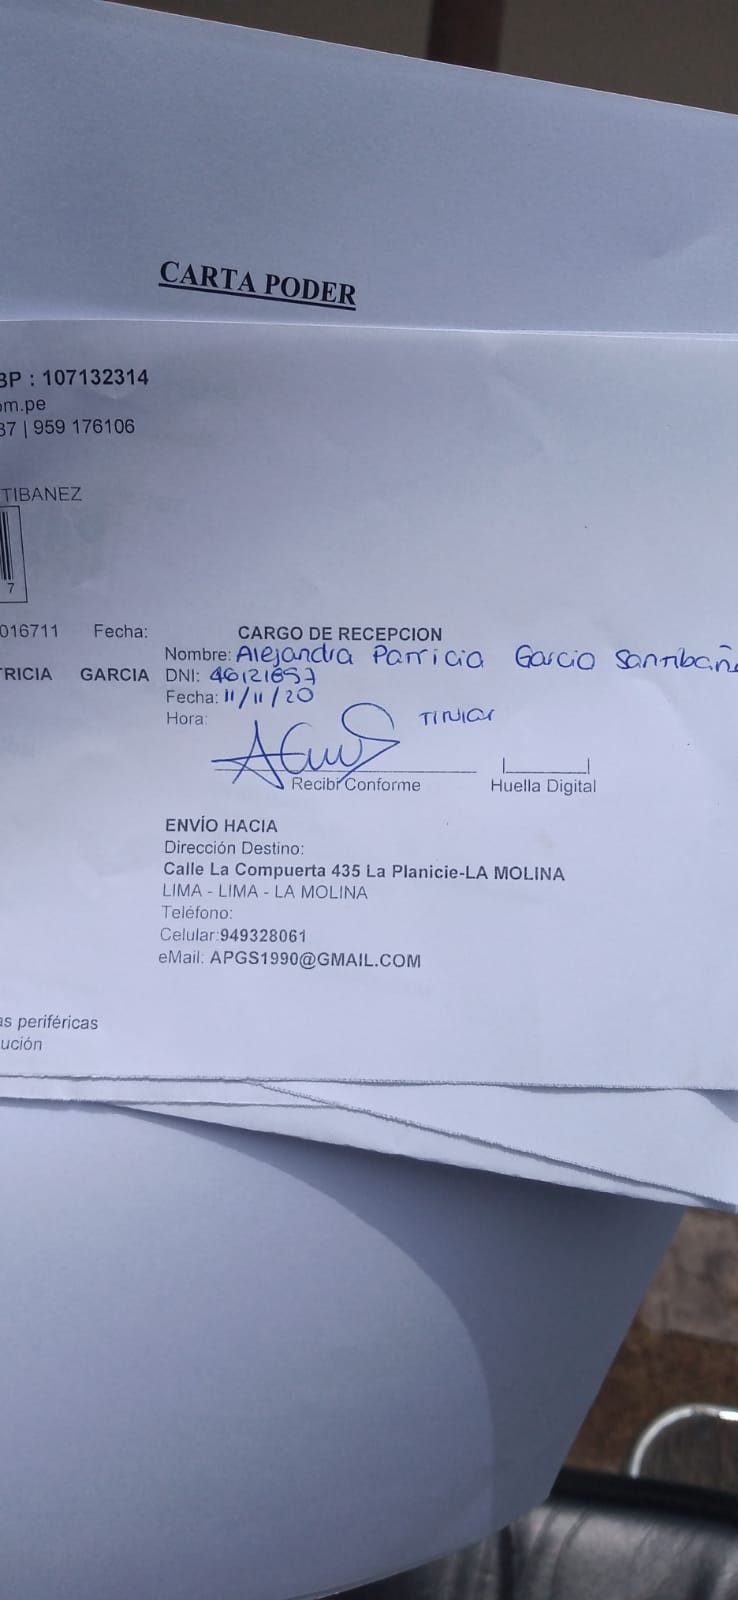 CARTA PODER
BP : 107132314
om.pe
37 | 959 176106
TIBANEZ
7
016711 Fecha:
CARGO DE RECEPCION
Nombre: Alejandra Patricia Garcia Santibañ
TRICIA GARCIA
DNI: 46121657
Fecha: 11/11/20
Hora:
Titular
Recibi Conforme
Huella Digital
ENVÍO HACIA
Dirección Destino:
Calle La Compuerta 435 La Planicie-LA MOLINA
LIMA - LIMA - LA MOLINA
Teléfono:
Celular:949328061
eMail: APGS1990@GMAIL.COM
as periféricas
ución